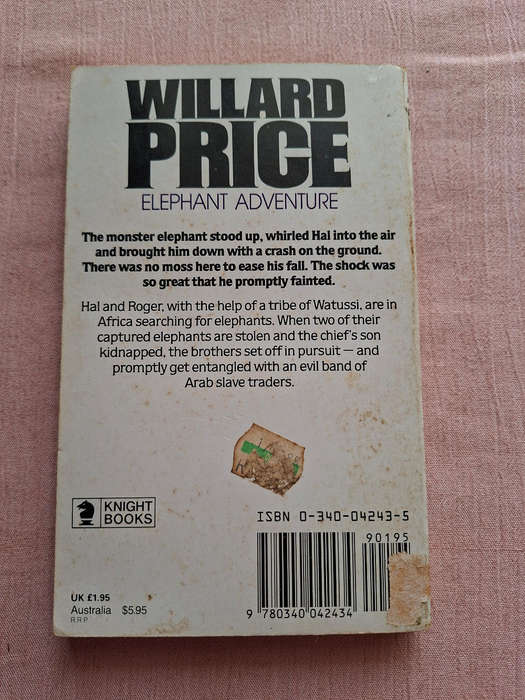 WILLARD
PRICE
ELEPHANT ADVENTURE
The monster elephant stood up, whirled Hal into the air
and brought him down with a crash on the ground.
There was no moss here to ease his fall. The shock was
so great that he promptly fainted.
Hal and Roger, with the help of a tribe of Watussi, are in
Africa searching for elephants. When two of their
captured elephants are stolen and the chief's son
kidnapped, the brothers set off in pursuit — and
promptly get entangled with an evil band of
Arab slave traders.
KNIGHT
BOOKS
ISBN 0-340-04243-5
90195
9 780340 042434
UK £1.95
Australia $5.95
R.R.P.